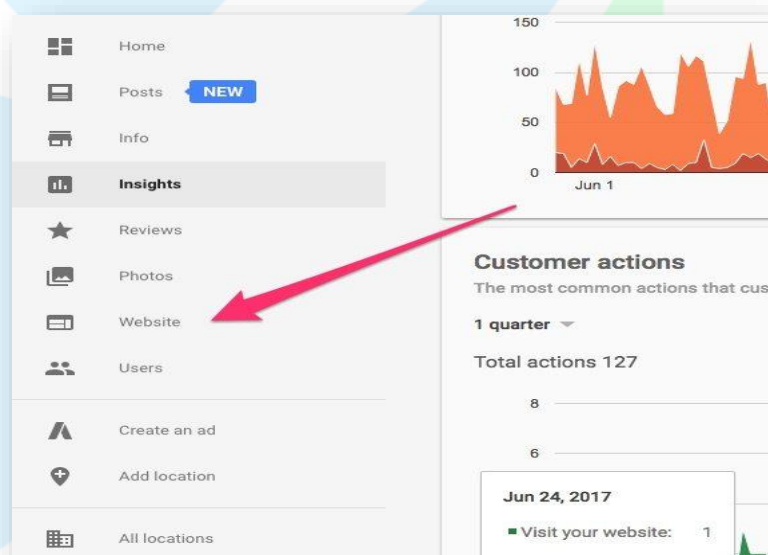 Home
Posts NEW
Info
Insights
Reviews
Photos
Website
Users
Create an ad
Add location
All locations
150
100
50
0
Jun 1
Customer actions
The most common actions that cus
1 quarter
Total actions 127
8
6
Jun 24, 2017
Visit your website: 1